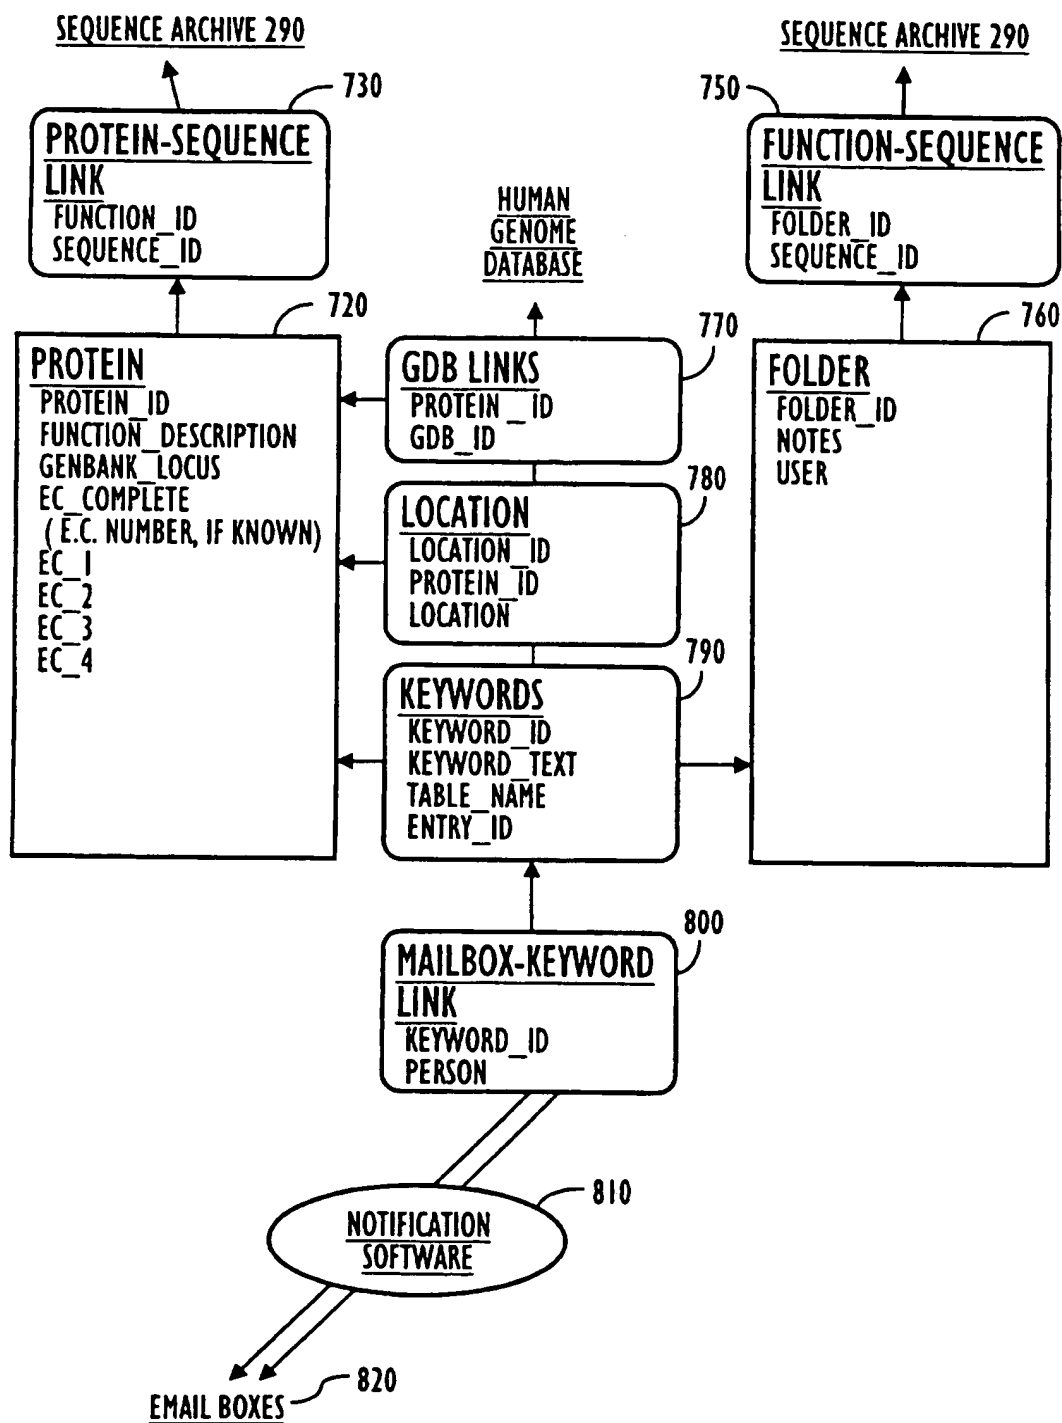 SEQUENCE ARCHIVE 290
730
PROTEIN-SEQUENCE
LINK
FUNCTION_ID
SEQUENCE_ID
SEQUENCE ARCHIVE 290
750
FUNCTION-SEQUENCE
LINK
FOLDER_ID
SEQUENCE_ID
HUMAN
GENOME
DATABASE
720
PROTEIN
PROTEIN_ID
FUNCTION_DESCRIPTION
GENBANK_LOCUS
EC_COMPLETE
( E.C. NUMBER, IF KNOWN)
EC_1
EC_2
EC_3
EC_4
770
GDB LINKS
PROTEIN_ID
GDB_ID
780
LOCATION
LOCATION_ID
PROTEIN_ID
LOCATION
790
KEYWORDS
KEYWORD_ID
KEYWORD_TEXT
TABLE_NAME
ENTRY_ID
760
FOLDER
FOLDER_ID
NOTES
USER
800
MAILBOX-KEYWORD
LINK
KEYWORD_ID
PERSON
810
NOTIFICATION
SOFTWARE
EMAIL BOXES 820